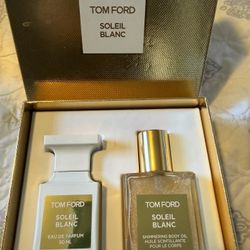 TOM FORD
SOLEIL
BLANC
TOM FORD
SOLEIL
BLANC
EAU DE PARFUM
50 ML
TOM FORD
SOLEIL
BLANC
SHIMMERING BODY OIL
HUILE SCINTILLANTE
POUR LE CORPS